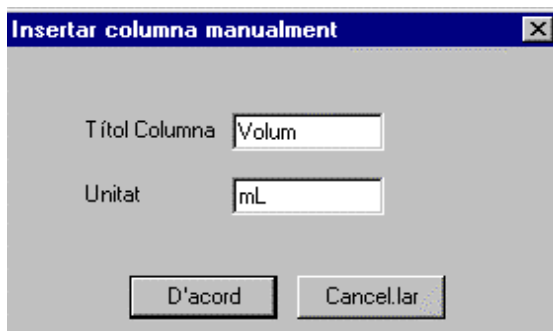 Insertar columna manualment
Títol Columna Volum
Unitat mL
D'acord Cancel.lar